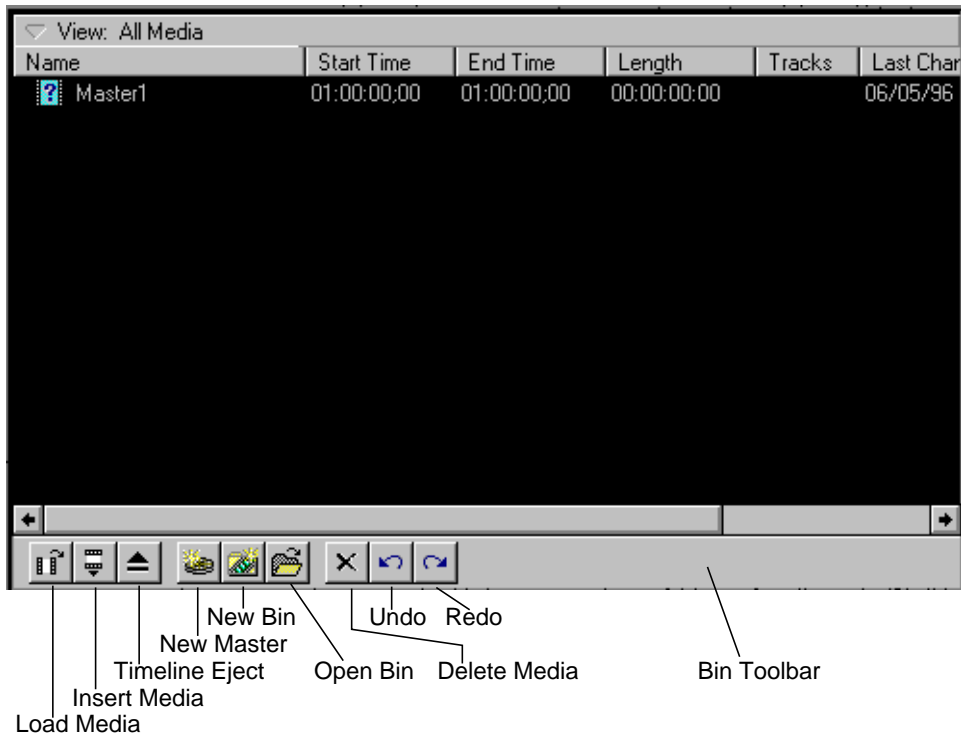 View: All Media
Name Start Time End Time Length Tracks Last Char
? Master1 01:00:00;00 01:00:00;00 00:00:00:00 06/05/96
New Bin Undo Redo
New Master
Timeline Eject Open Bin Delete Media Bin Toolbar
Insert Media
Load Media